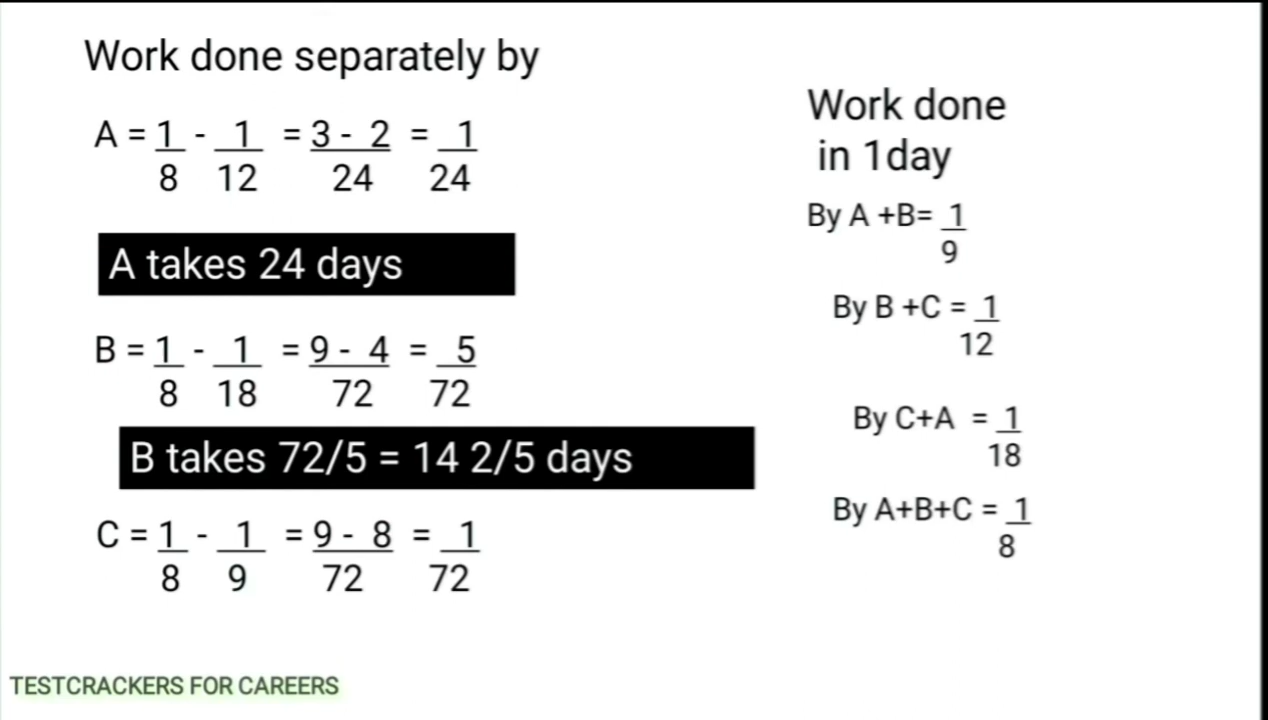 Work done separately by
A = 1/8 - 1/12 = 3 - 2/24 = 1/24
A takes 24 days
B = 1/8 - 1/18 = 9 - 4/72 = 5/72
B takes 72/5 = 14 2/5 days
C = 1/8 - 1/9 = 9 - 8/72 = 1/72
Work done
in 1day
By A +B= 1/9
By B +C = 1/12
By C+A = 1/18
By A+B+C = 1/8
TESTCRACKERS FOR CAREERS